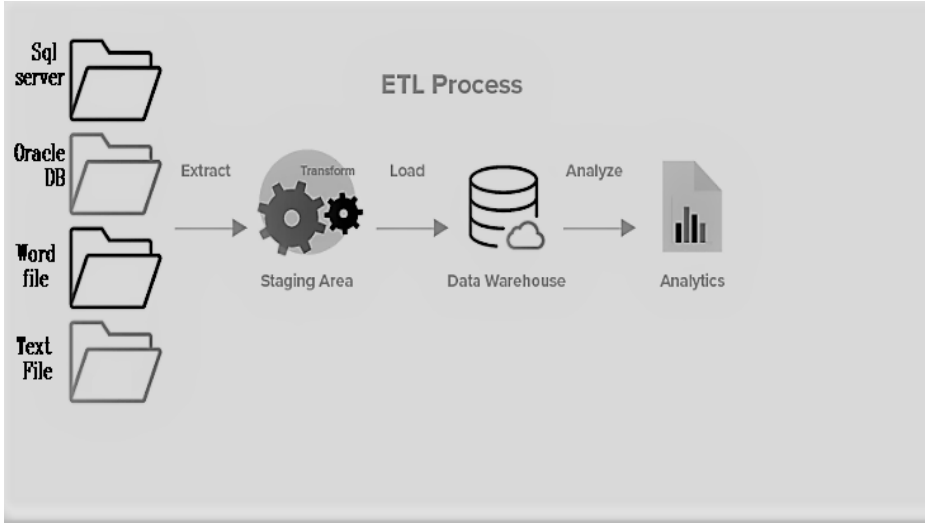 Sql
server
ETL Process
Oracle
DB
Extract
Transform
Load
Analyze
Word
file
Staging Area
Data Warehouse
Analytics
Text
File